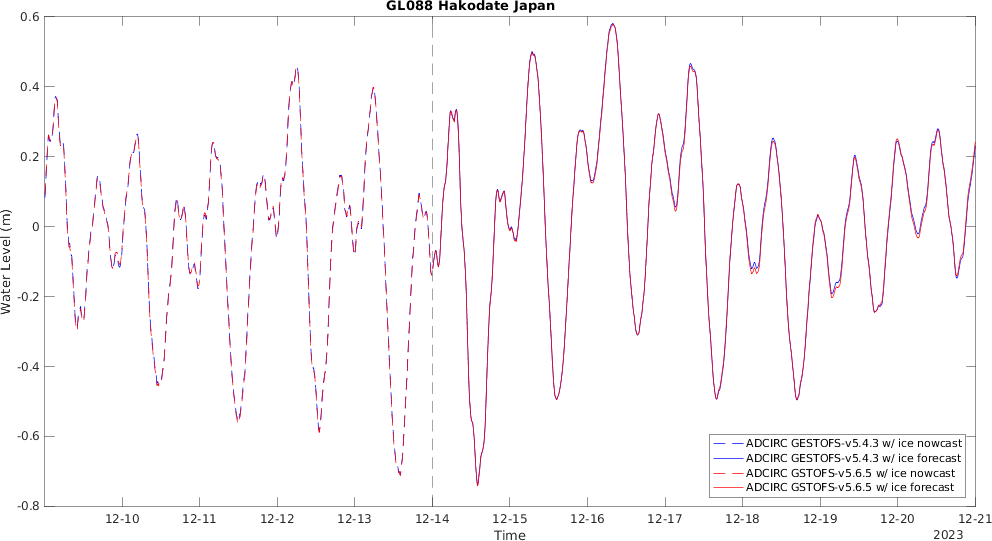 GL088 Hakodate Japan
0.6
0.4
0.2
0
-0.2
-0.4
-0.6
-0.8
Water Level (m)
ADCIRC GESTOFS-v5.4.3 w/ ice nowcast
ADCIRC GESTOFS-v5.4.3 w/ ice forecast
ADCIRC GSTOFS-v5.6.5 w/ ice nowcast
ADCIRC GSTOFS-v5.6.5 w/ ice forecast
12-10 12-11 12-12 12-13 12-14 12-15 12-16 12-17 12-18 12-19 12-20 12-21
Time
2023